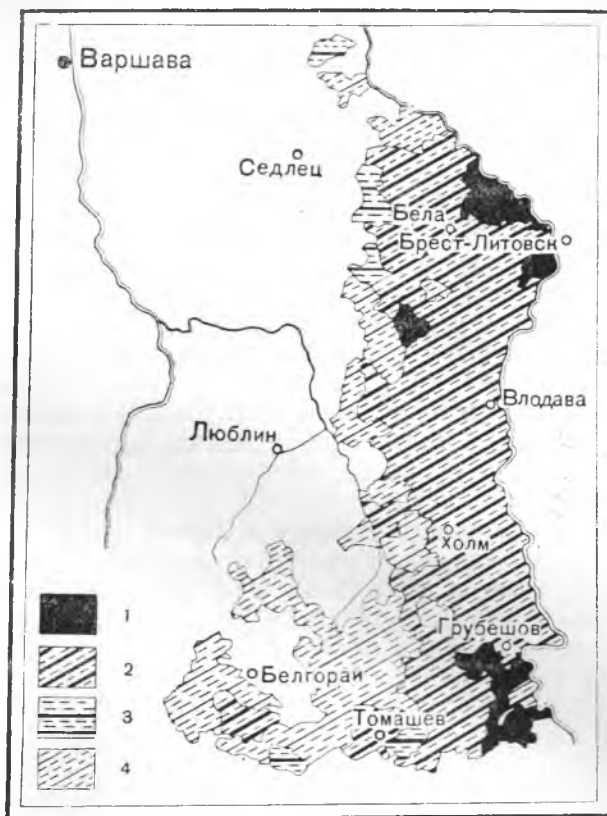 Варшава
Седлец
Бела
Брест-Литовск
Влодава
Люблин
Холм
Грубешов
Белгорай
Томашев
1
2
3
4